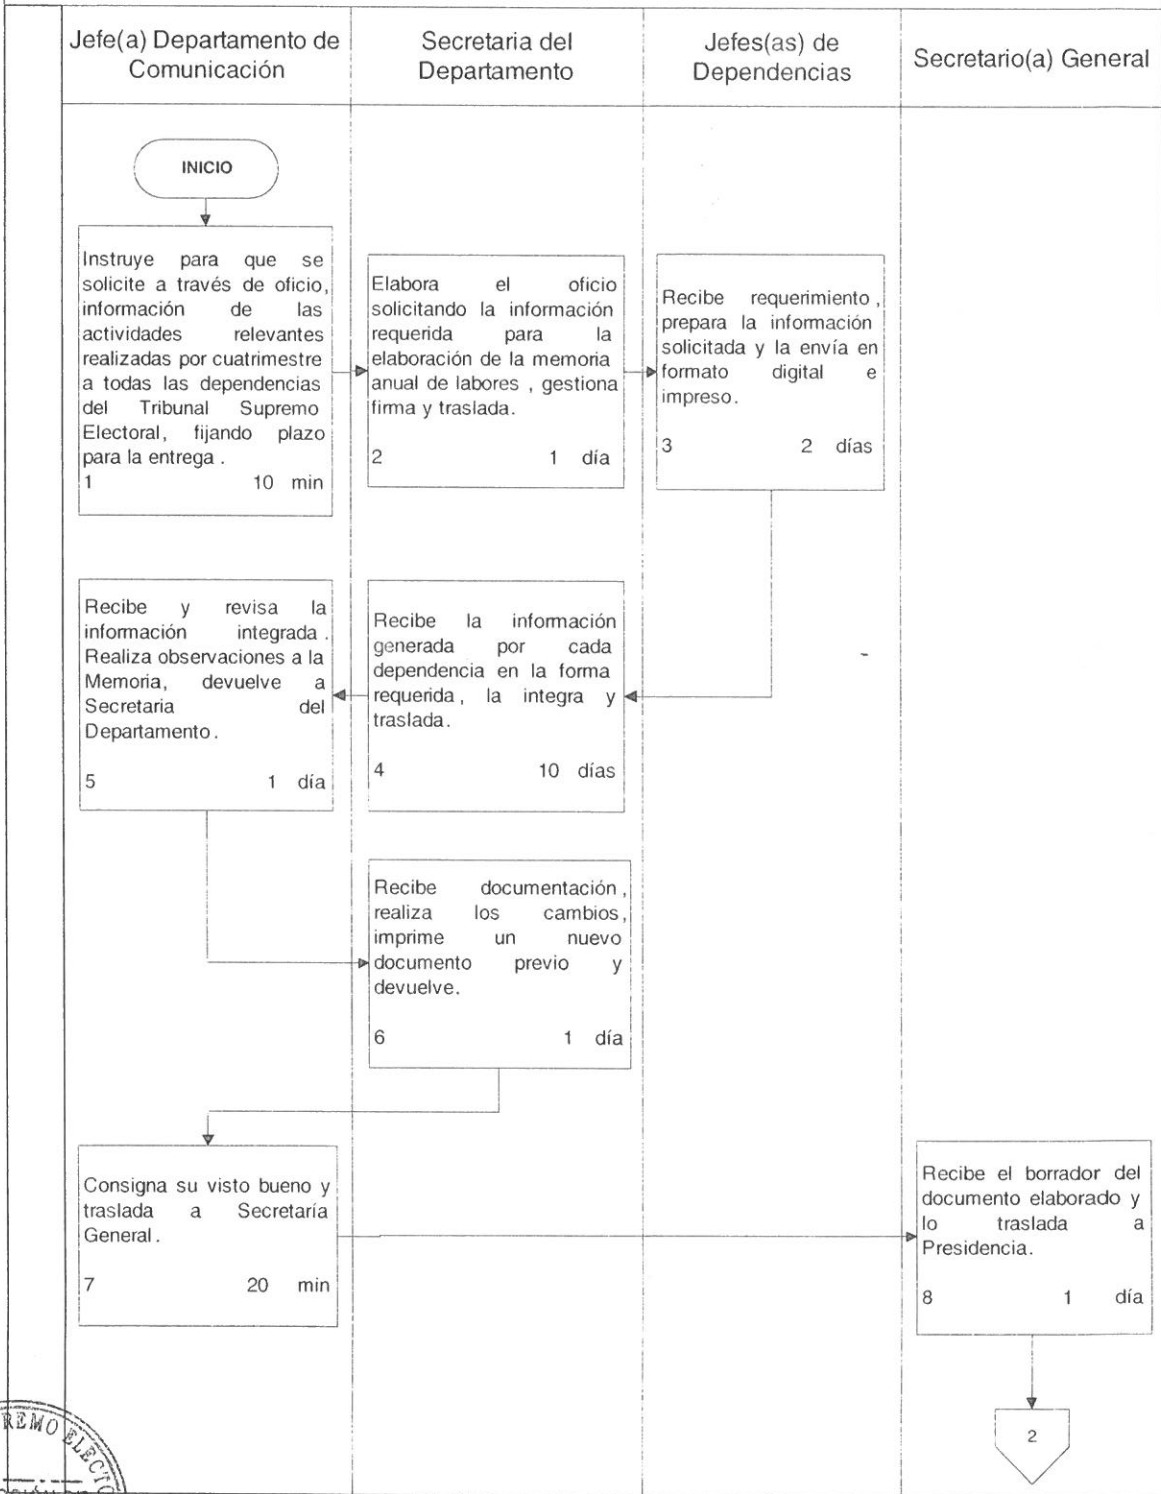 Jefe(a) Departamento de
Comunicación
Secretaria del
Departamento
Jefes(as) de
Dependencias
Secretario(a) General
INICIO
Instruye para que se
solicite a través de oficio,
información de las
actividades relevantes
realizadas por cuatrimestre
a todas las dependencias
del Tribunal Supremo
Electoral, fijando plazo
para la entrega .
1 10 min
Elabora el oficio
solicitando la información
requerida para la
elaboración de la memoria
anual de labores , gestiona
firma y traslada.
2 1 día
Recibe requerimiento ,
prepara la información
solicitada y la envía en
formato digital e
impreso.
3 2 días
Recibe la información
generada por cada
dependencia en la forma
requerida , la integra y
traslada.
4 10 días
Recibe y revisa la
información integrada .
Realiza observaciones a la
Memoria, devuelve a
Secretaria del
Departamento .
5 1 día
Recibe documentación ,
realiza los cambios,
imprime un nuevo
documento previo y
devuelve.
6 1 día
Consigna su visto bueno y
traslada a Secretaría
General .
7 20 min
Recibe el borrador del
documento elaborado y
lo traslada a
Presidencia.
8 1 día
2
REMO ELECTO